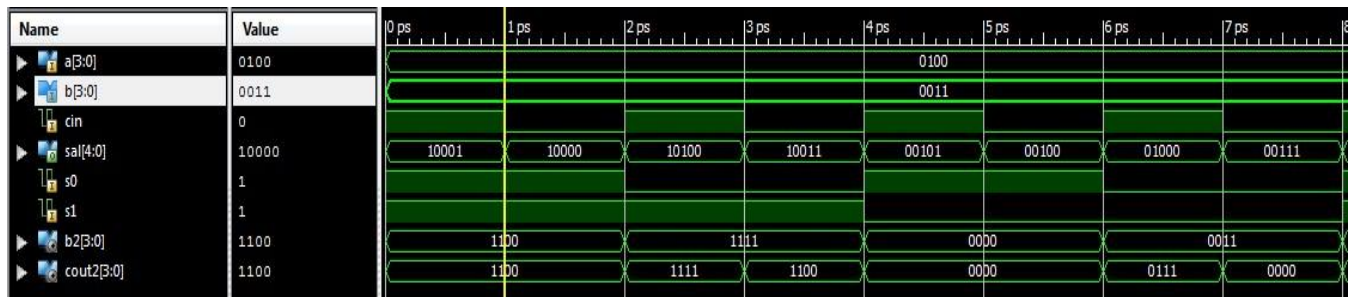 Name Value 0 ps 1 ps 2 ps 3 ps 4 ps 5 ps 6 ps 7 ps 8
a[3:0] 0100 0100
b[3:0] 0011 0011
cin 0
sal[4:0] 10000 10001 10000 10100 10011 00101 00100 01000 00111
s0 1
s1 1
b2[3:0] 1100 1100 1111 0000 0011
cout2[3:0] 1100 1100 1111 1100 0000 0111 0000